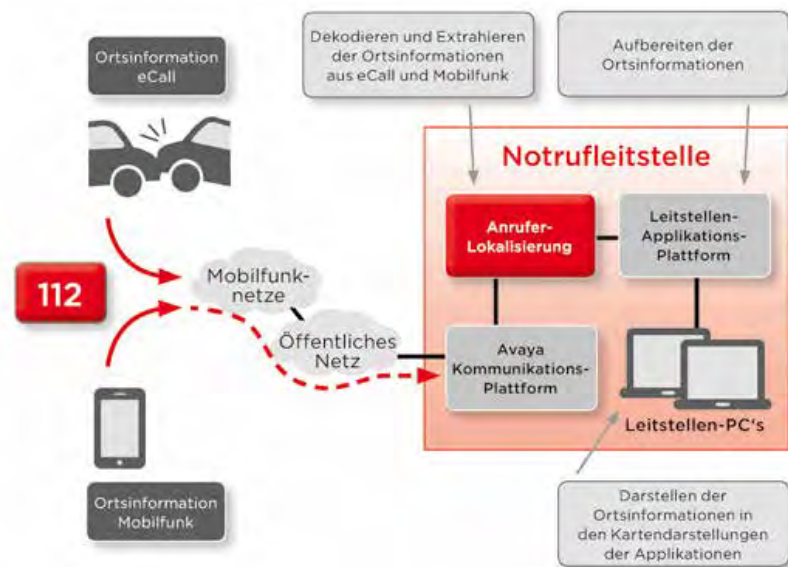 Ortsinformation
eCall
Dekodieren und Extrahieren
der Ortsinformationen
aus eCall und Mobilfunk
Aufbereiten der
Ortsinformationen
Notrufleitstelle
Anrufer-
Lokalisierung
Leitstellen-
Applikations-
Plattform
112
Mobilfunk-
netze
Öffentliches
Netz
Avaya
Kommunikations-
Plattform
Leitstellen-PC's
Ortsinformation
Mobilfunk
Darstellen der
Ortsinformationen in
den Kartendarstellungen
der Applikationen